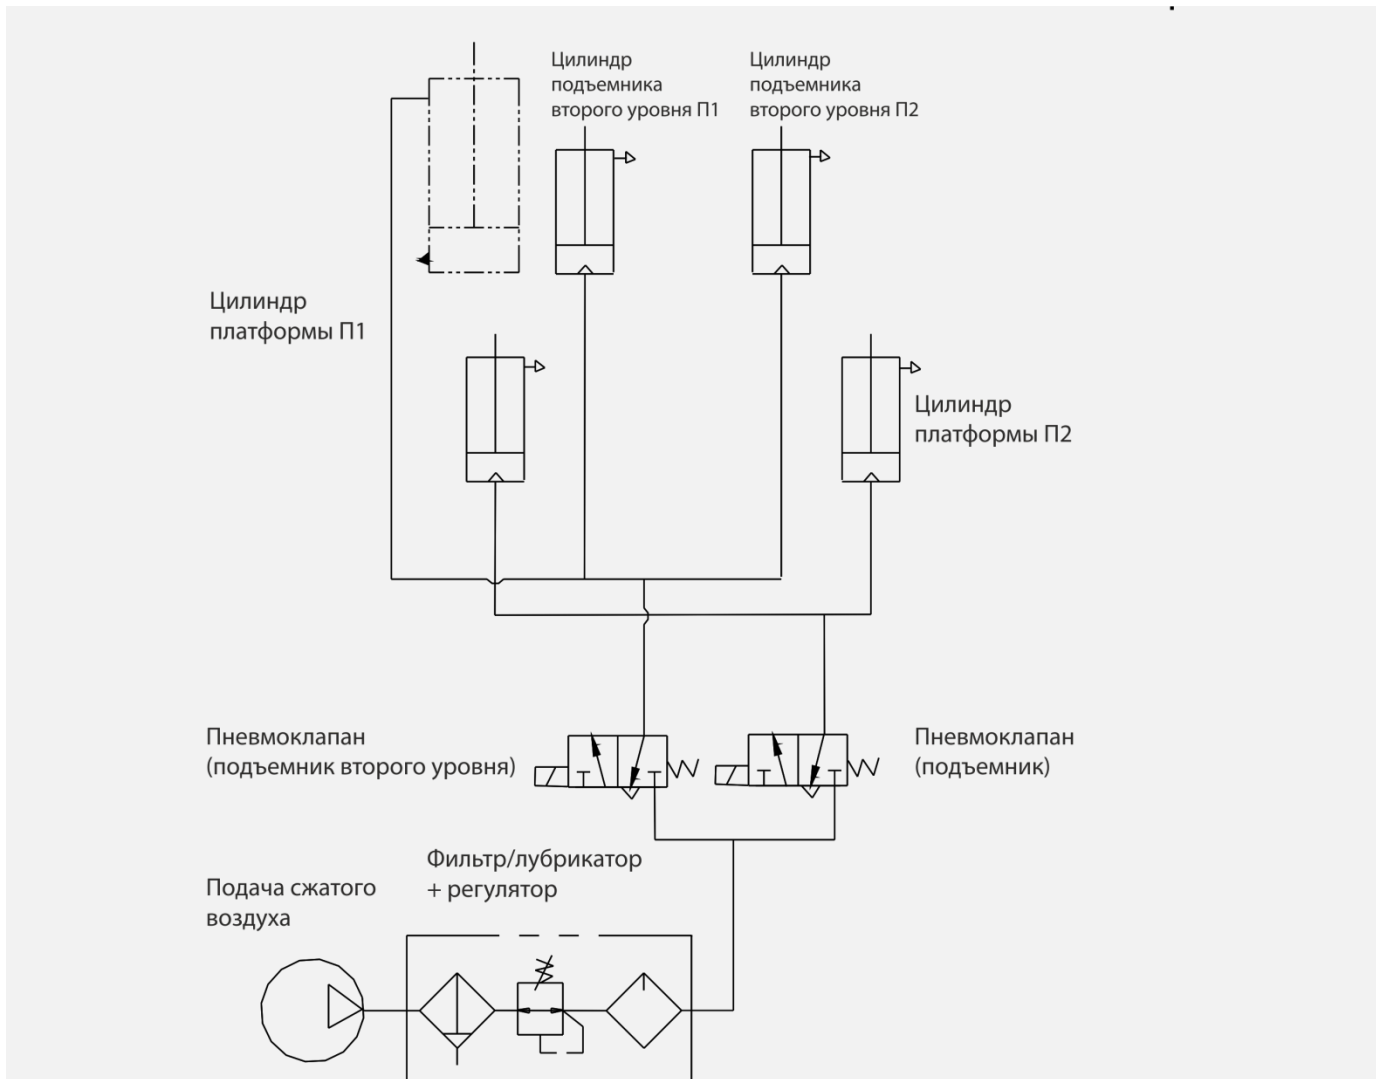 Цилиндр
подъемника
второго уровня П1
Цилиндр
подъемника
второго уровня П2
Цилиндр
платформы П1
Цилиндр
платформы П2
Пневмоклапан
(подъемник второго уровня)
Пневмоклапан
(подъемник)
Фильтр/лубрикатор
+ регулятор
Подача сжатого
воздуха